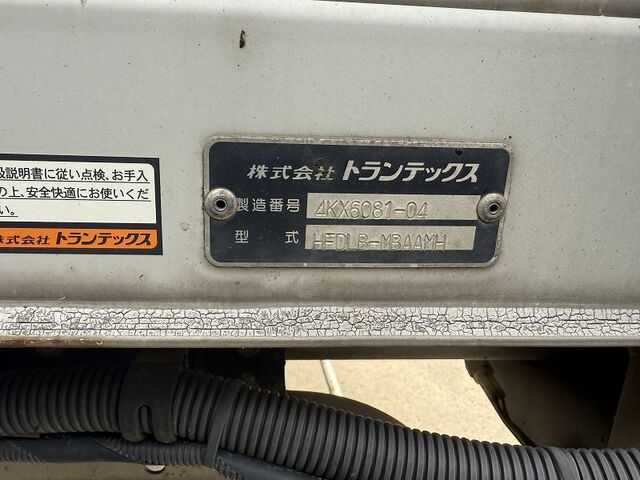 扱説明書に従い点検、お手入
の上、安全快適にお使いくだ
い。
株式会社 トランテックス
株式会社 トランテックス
製造番号 4KX6081-04
型式 HFDLB-MBAAMH